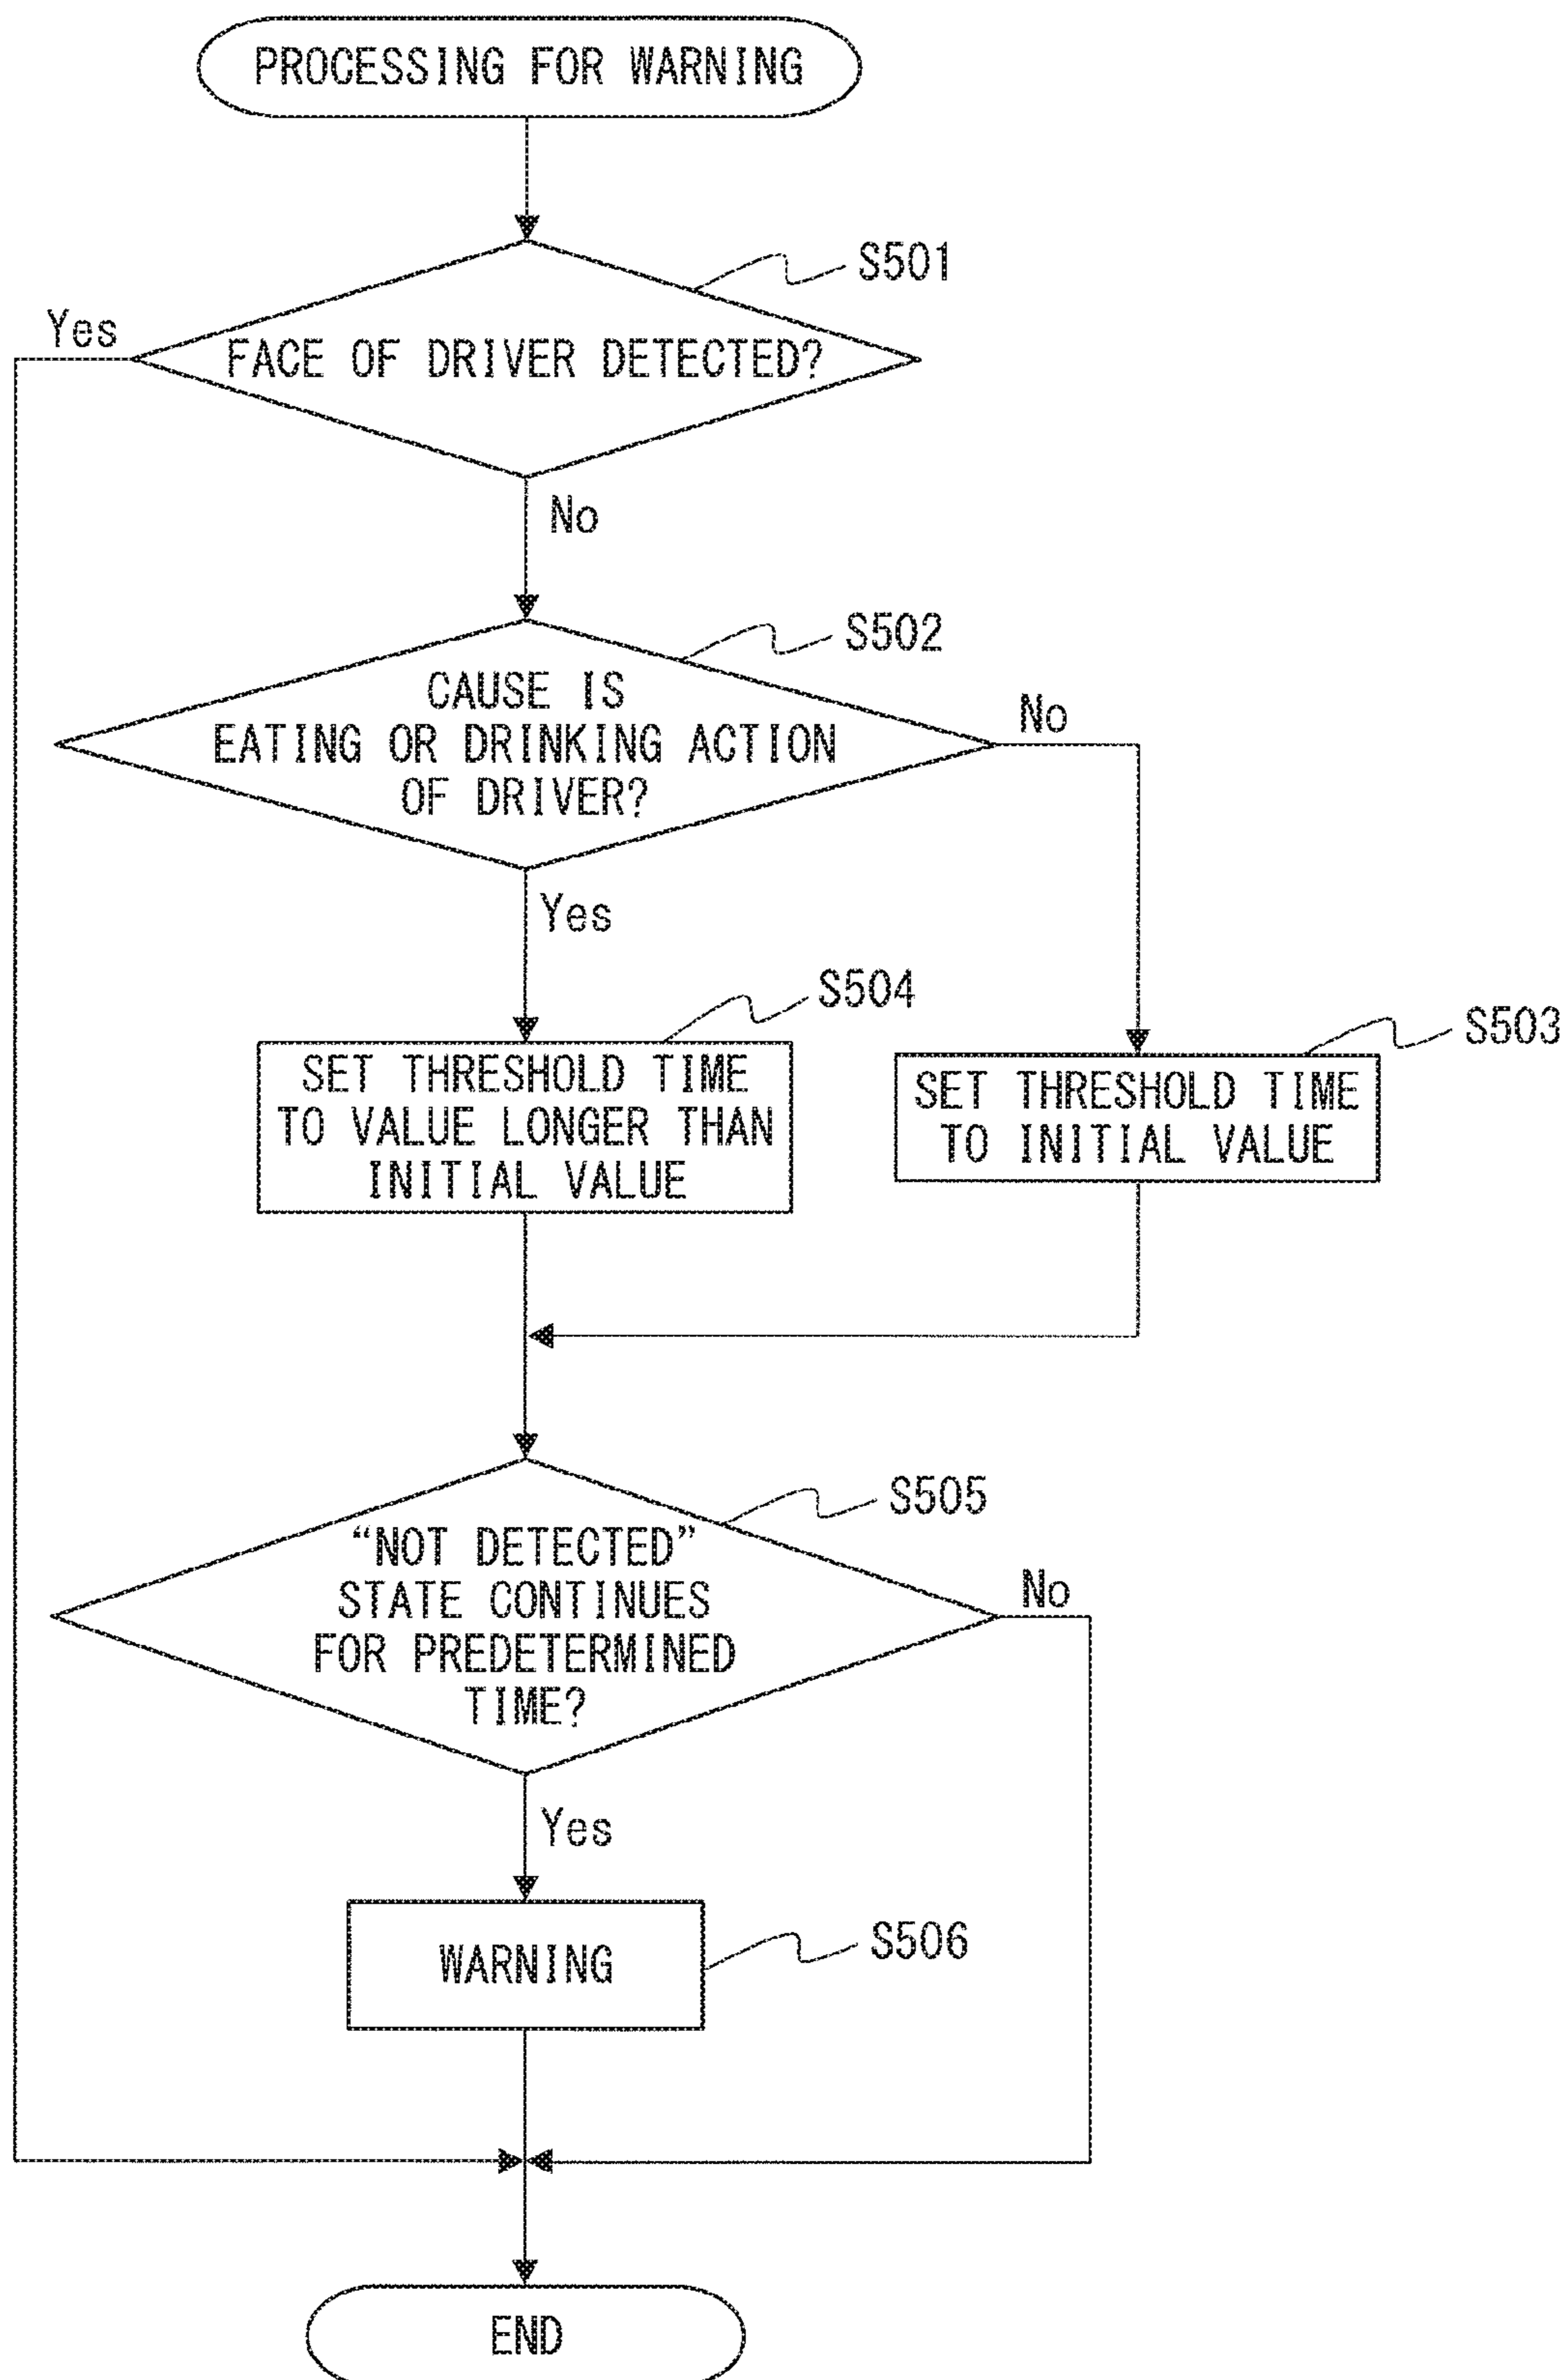 PROCESSING FOR WARNING
S501
Yes
FACE OF DRIVER DETECTED?
No
S502
CAUSE IS
EATING OR DRINKING ACTION
OF DRIVER?
No
Yes
S504
SET THRESHOLD TIME
TO VALUE LONGER THAN
INITIAL VALUE
S503
SET THRESHOLD TIME
TO INITIAL VALUE
S505
“NOT DETECTED”
STATE CONTINUES
FOR PREDETERMINED
TIME?
No
Yes
WARNING
S506
END